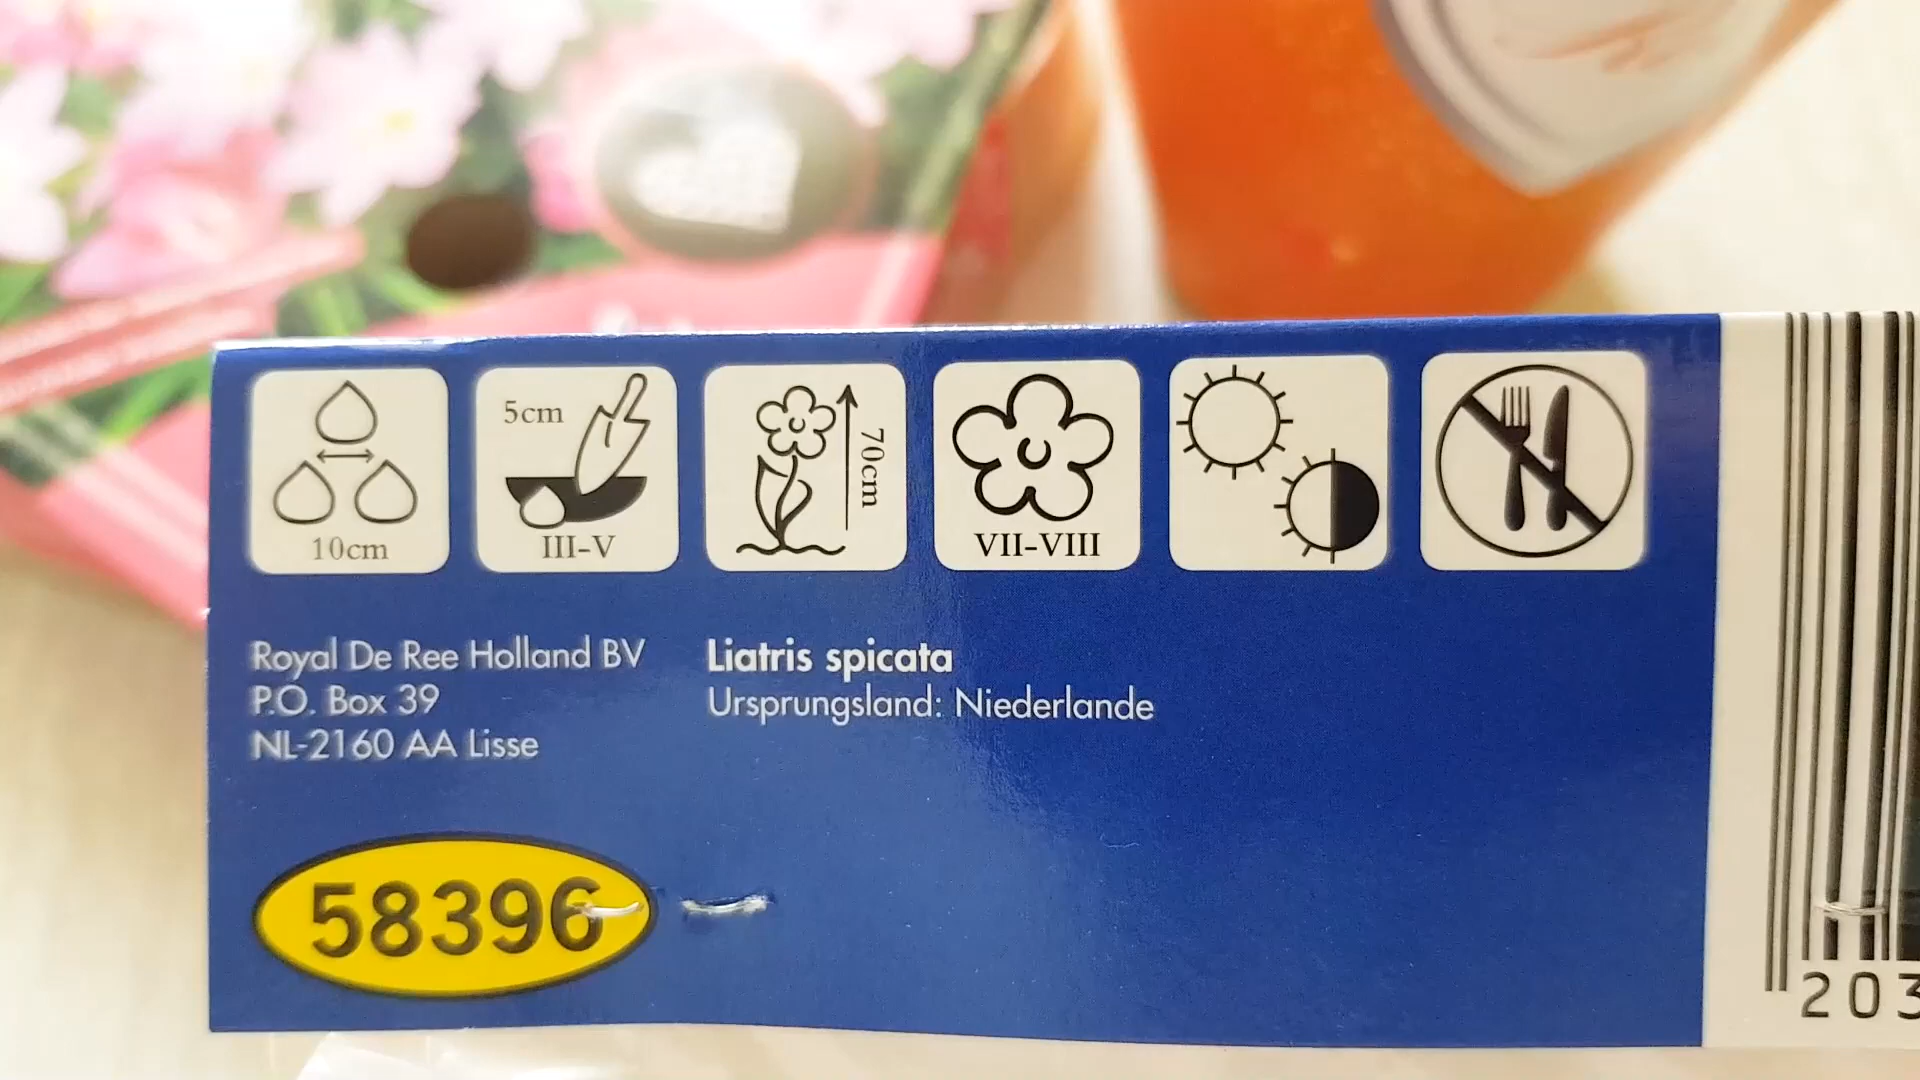 5cm
70cm
10cm
III-V
VII-VIII
Royal De Ree Holland BV
P.O. Box 39
NL-2160 AA Lisse
Liatris spicata
Ursprungsland: Niederlande
58396
203